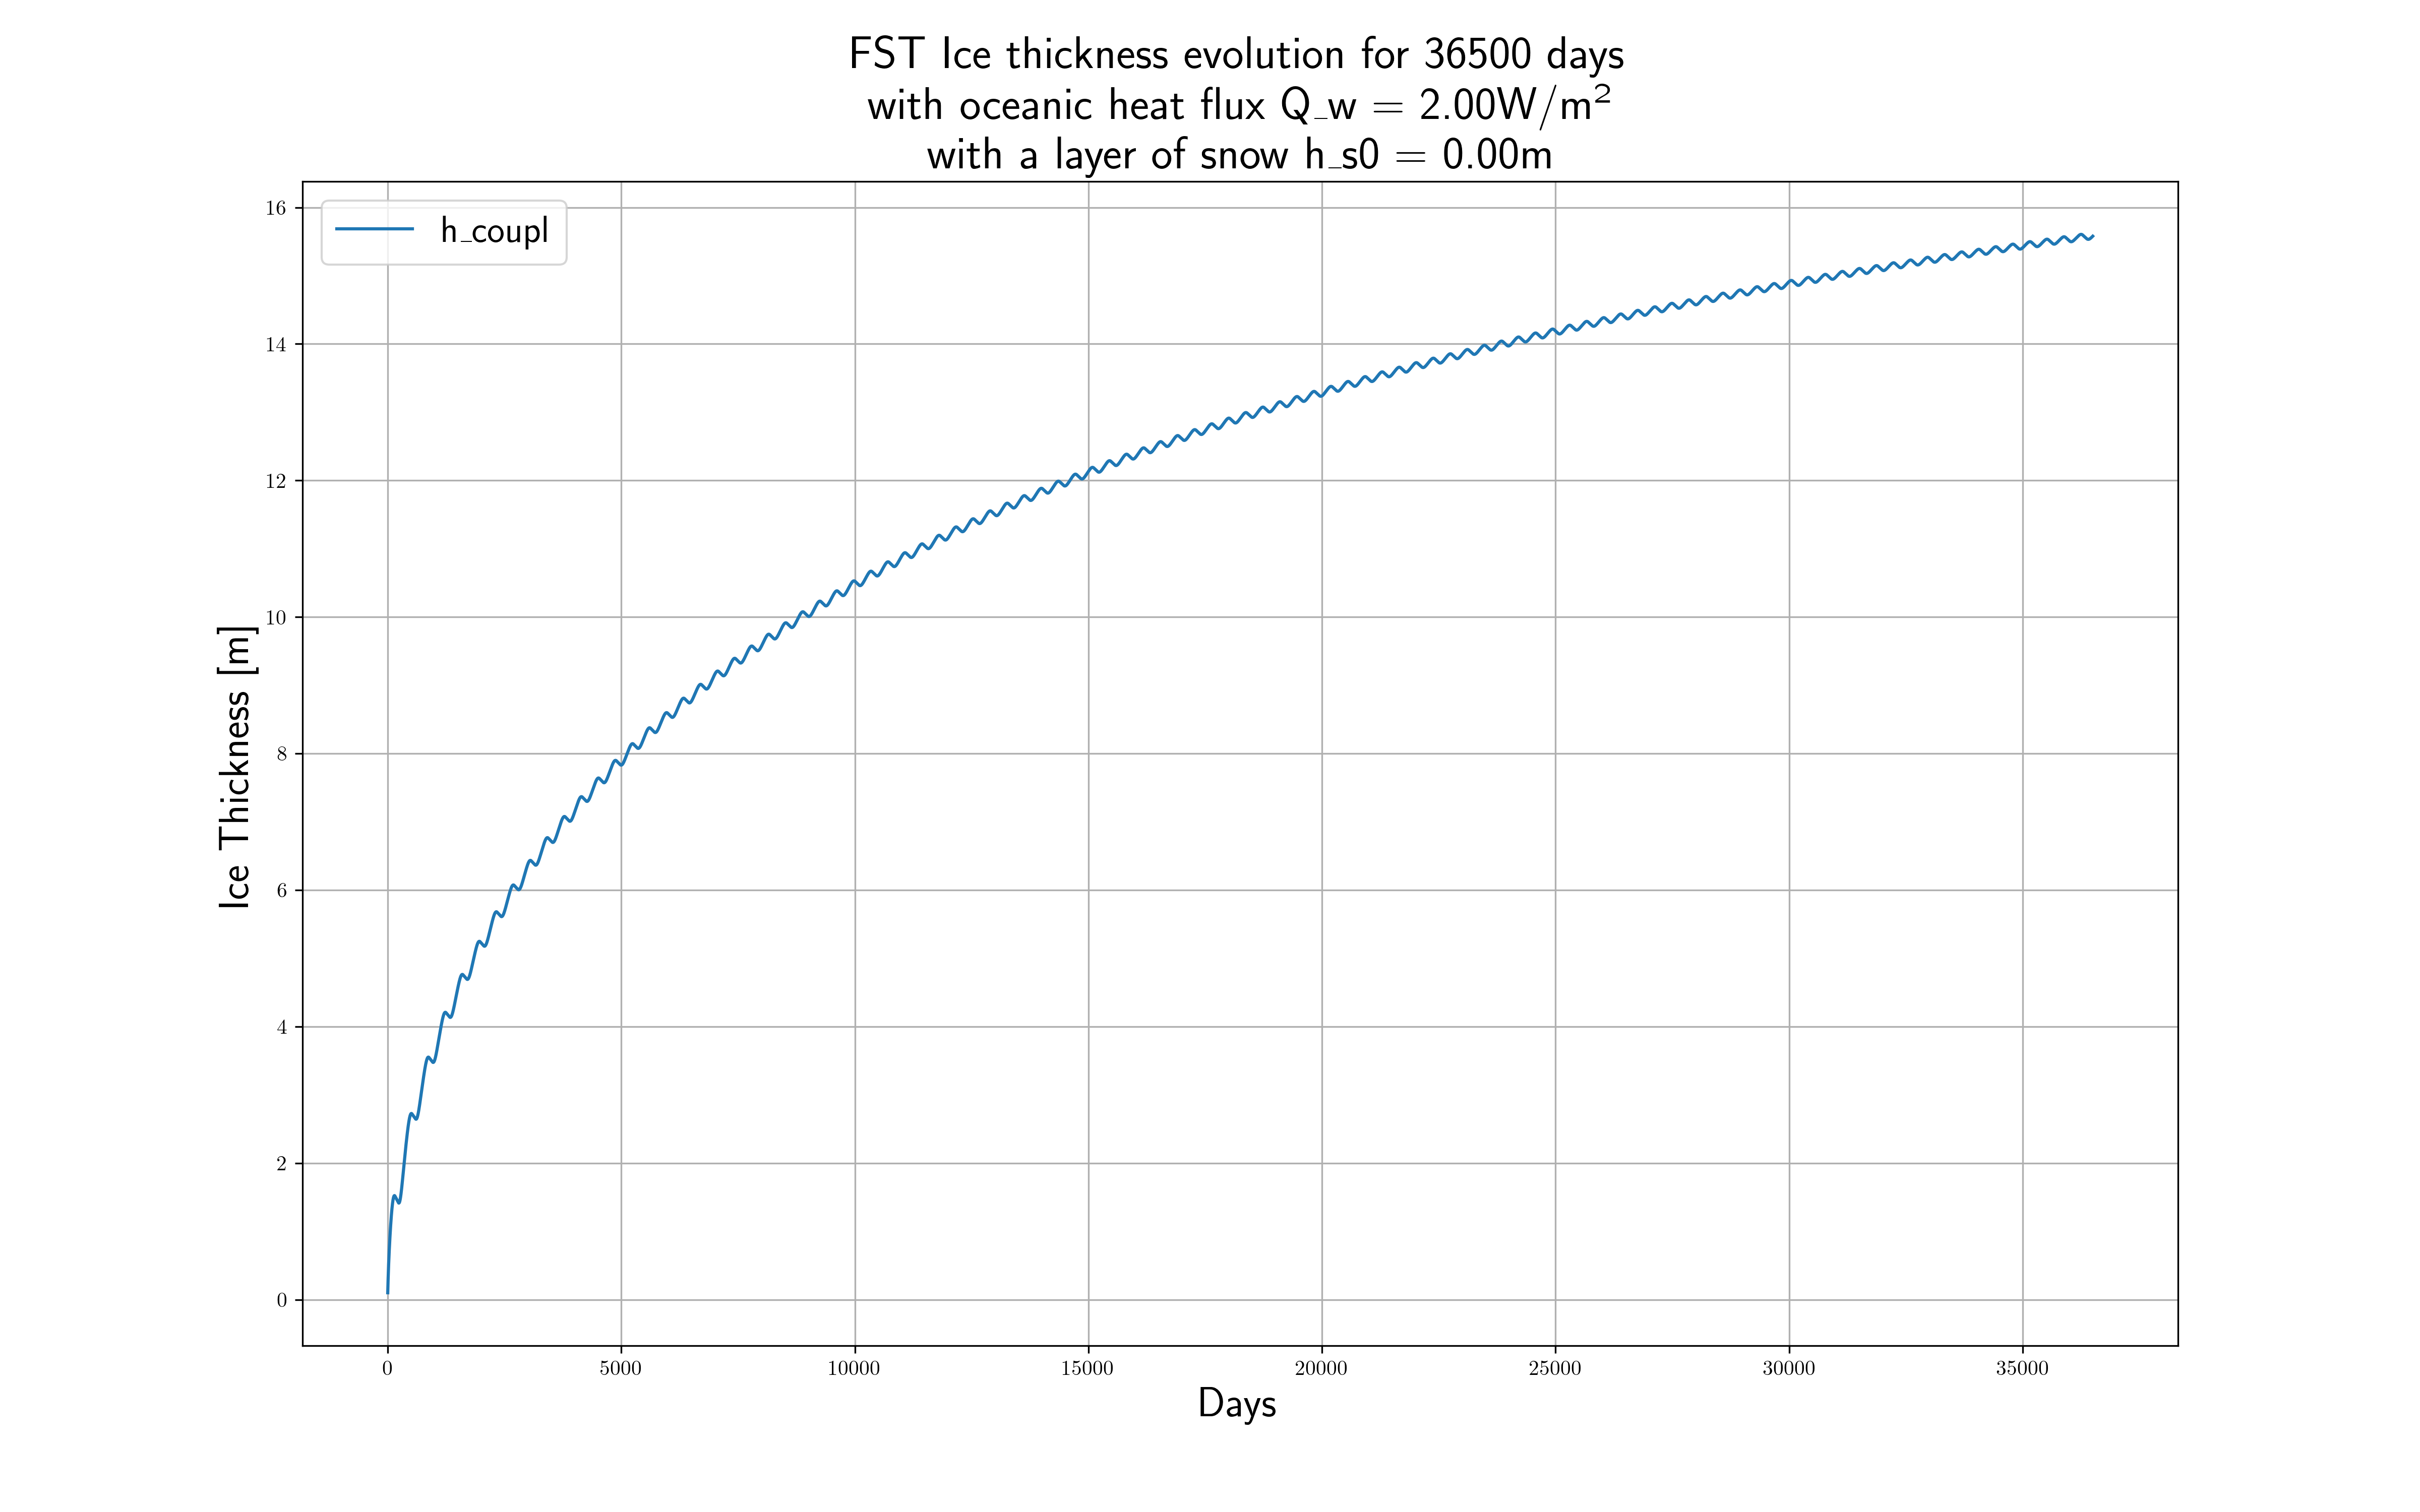 FST Ice thickness evolution for 36500 days
with oceanic heat flux Q_w = 2.00W/m²
with a layer of snow h_s0 = 0.00m
h_coupl
Ice Thickness [m]
16
14
12
10
8
6
4
2
0
0 5000 10000 15000 20000 25000 30000 35000
Days